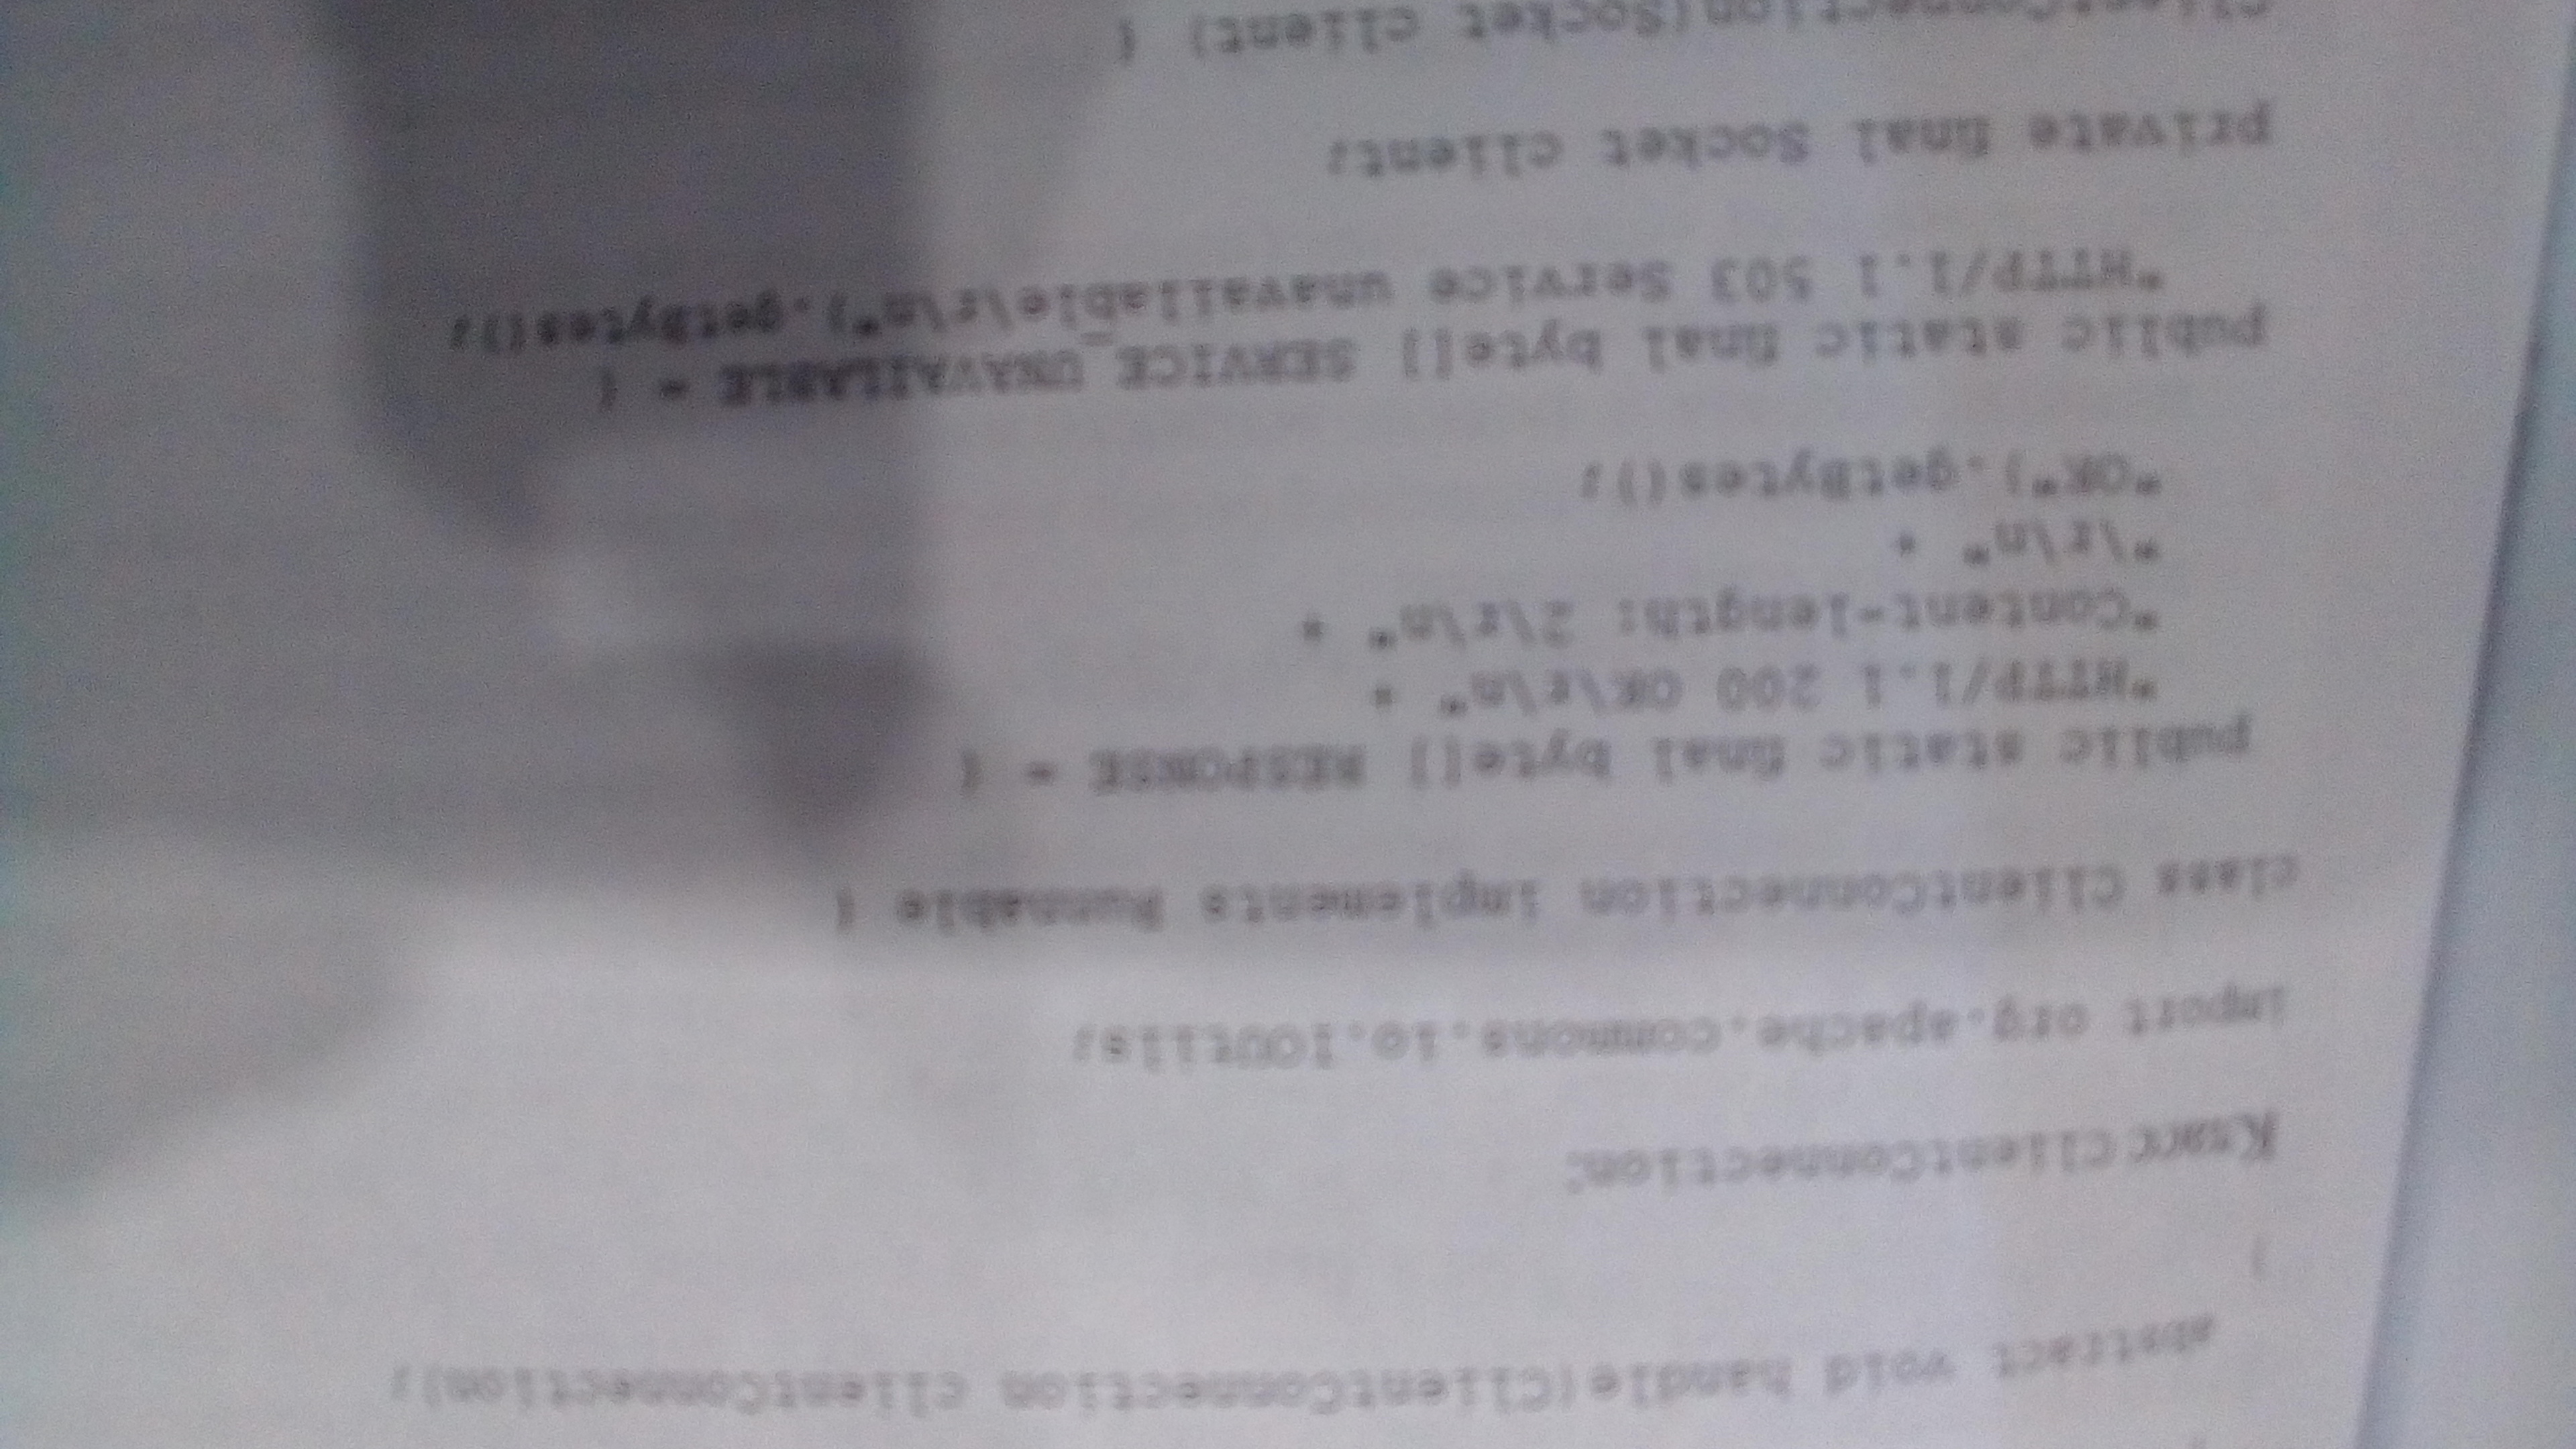 abstract void handle(ClientConnection clientConnection);
}
Класс ClientConnection:
import org.apache.commons.io.IOUtils;
class ClientConnection implements Runnable {
public static final byte[] RESPONSE = (
"HTTP/1.1 200 OK\r\n" +
"Content-length: 2\r\n" +
"\r\n" +
"OK").getBytes();
public static final byte[] SERVICE_UNAVAILABLE = (
"HTTP/1.1 503 Service unavailable\r\n").getBytes();
private final Socket client;
ClientConnection(Socket client) {